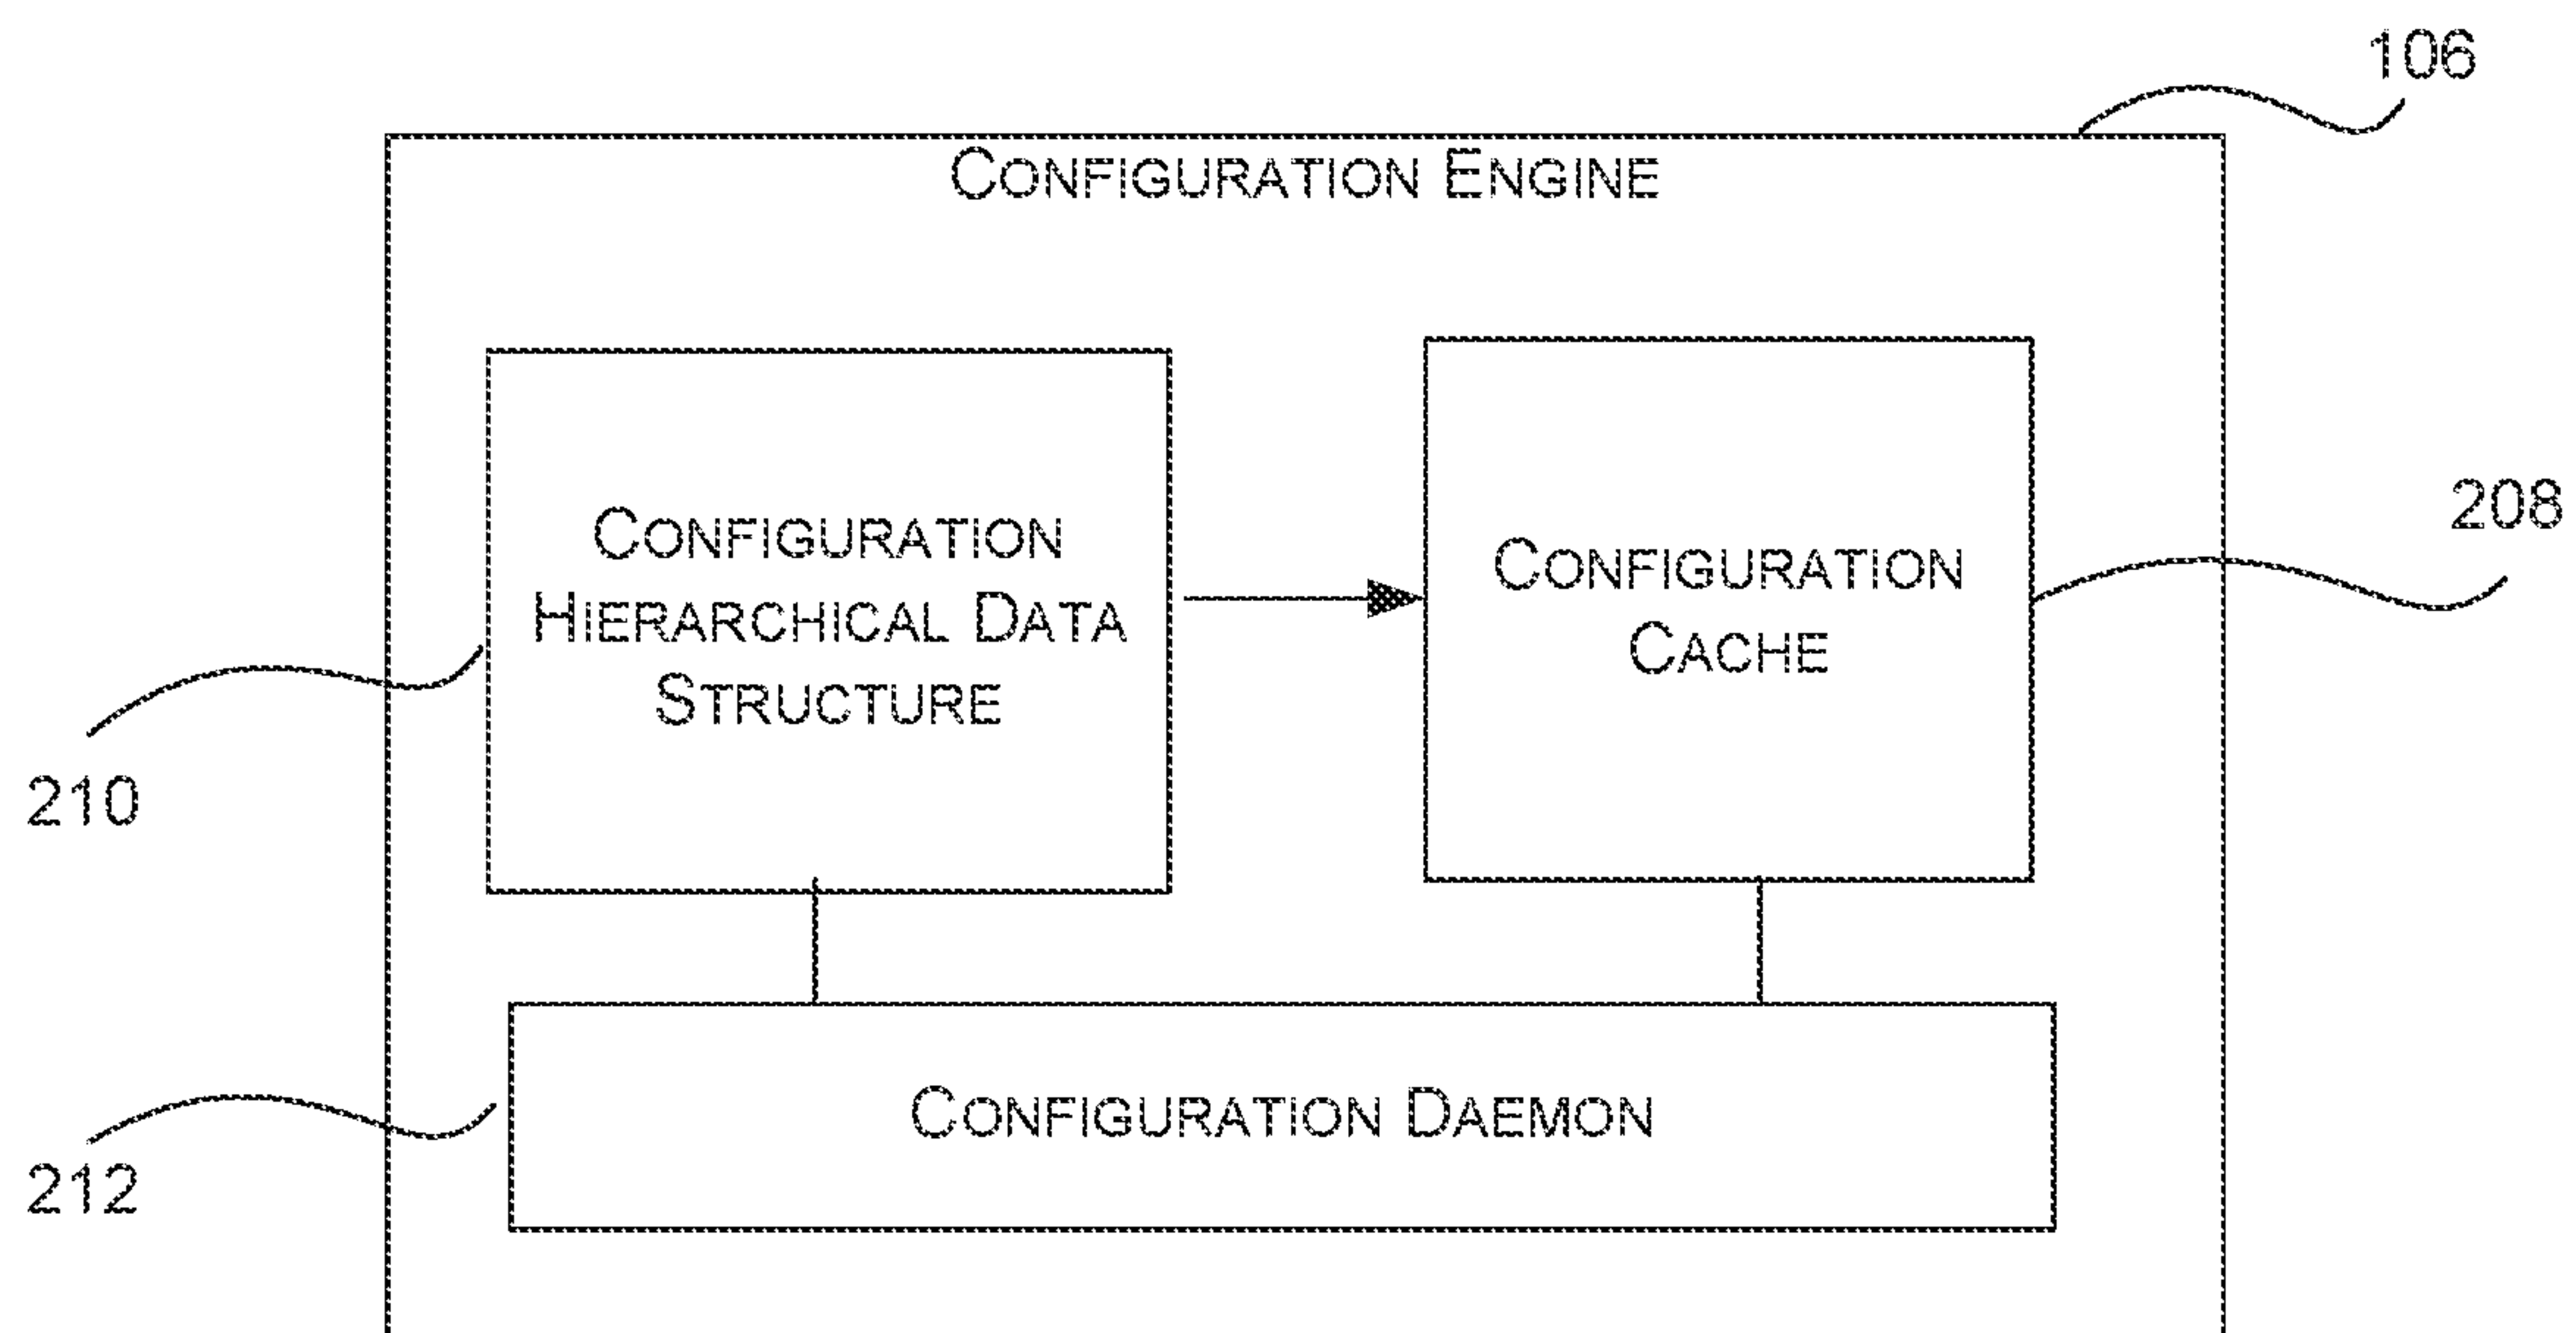 106
CONFIGURATION ENGINE
208
CONFIGURATION
HIERARCHICAL DATA
STRUCTURE
CONFIGURATION
CACHE
210
CONFIGURATION DAEMON
212